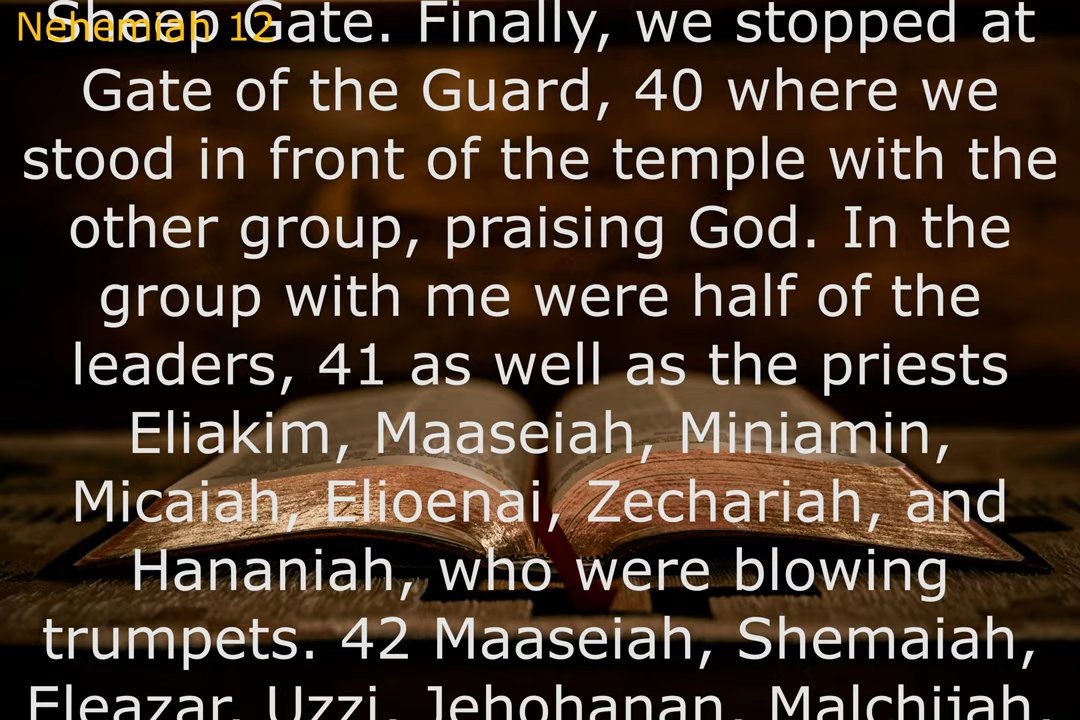 Nehemiah 12
Sheep Gate. Finally, we stopped at
Gate of the Guard, 40 where we
stood in front of the temple with the
other group, praising God. In the
group with me were half of the
leaders, 41 as well as the priests
Eliakim, Maaseiah, Miniamin,
Micaiah, Elioenai, Zechariah, and
Hananiah, who were blowing
trumpets. 42 Maaseiah, Shemaiah,
Eleazar, Uzzi, Jehohanan, Malchijah,